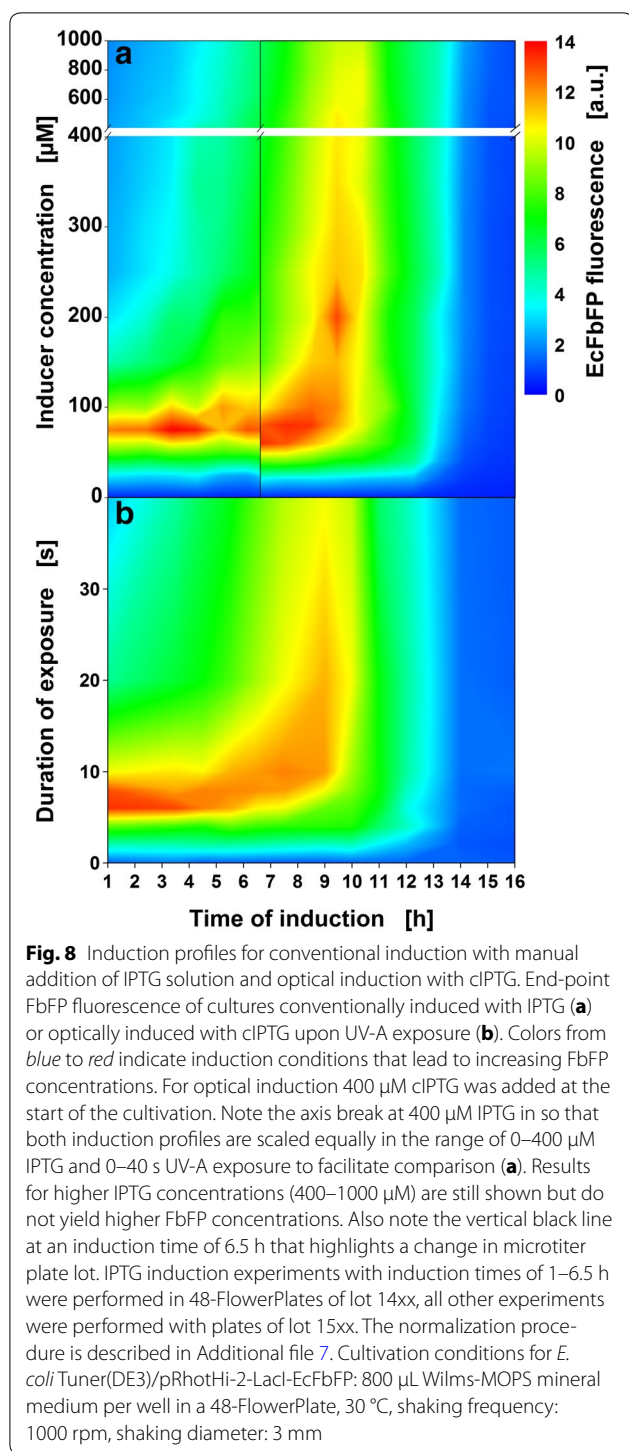 a
1000
800
600
400
300
200
100
0
Inducer concentration [µM]
14
12
10
8
6
4
2
0
EcFbFP fluorescence [a.u.]
b
30
20
10
0
Duration of exposure [s]
1 2 3 4 5 6 7 8 9 10 11 12 13 14 15 16
Time of induction [h]
Fig. 8 Induction profiles for conventional induction with manual
addition of IPTG solution and optical induction with cIPTG. End-point
FbFP fluorescence of cultures conventionally induced with IPTG (a)
or optically induced with cIPTG upon UV-A exposure (b). Colors from
blue to red indicate induction conditions that lead to increasing FbFP
concentrations. For optical induction 400 µM cIPTG was added at the
start of the cultivation. Note the axis break at 400 µM IPTG in so that
both induction profiles are scaled equally in the range of 0–400 µM
IPTG and 0–40 s UV-A exposure to facilitate comparison (a). Results
for higher IPTG concentrations (400–1000 µM) are still shown but do
not yield higher FbFP concentrations. Also note the vertical black line
at an induction time of 6.5 h that highlights a change in microtiter
plate lot. IPTG induction experiments with induction times of 1–6.5 h
were performed in 48-FlowerPlates of lot 14xx, all other experiments
were performed with plates of lot 15xx. The normalization proce-
dure is described in Additional file 7. Cultivation conditions for E.
coli Tuner(DE3)/pRhotHi-2-LacI-EcFbFP: 800 µL Wilms-MOPS mineral
medium per well in a 48-FlowerPlate, 30 °C, shaking frequency:
1000 rpm, shaking diameter: 3 mm